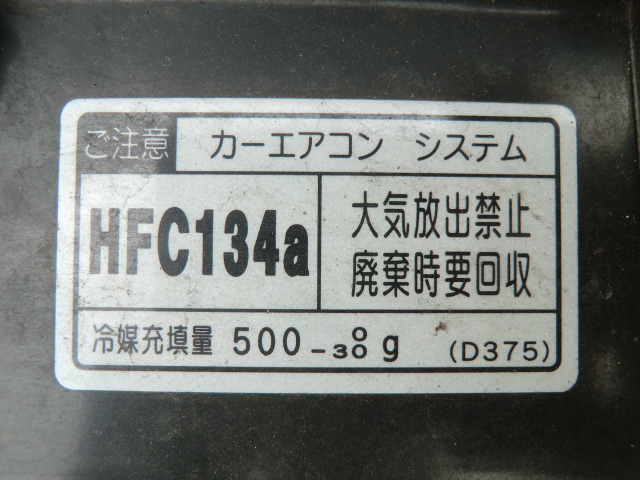 ご注意 カーエアコン システム
HFC134a
大気放出禁止
廃棄時要回収
冷媒充填量 500 0 -30 g (D375)